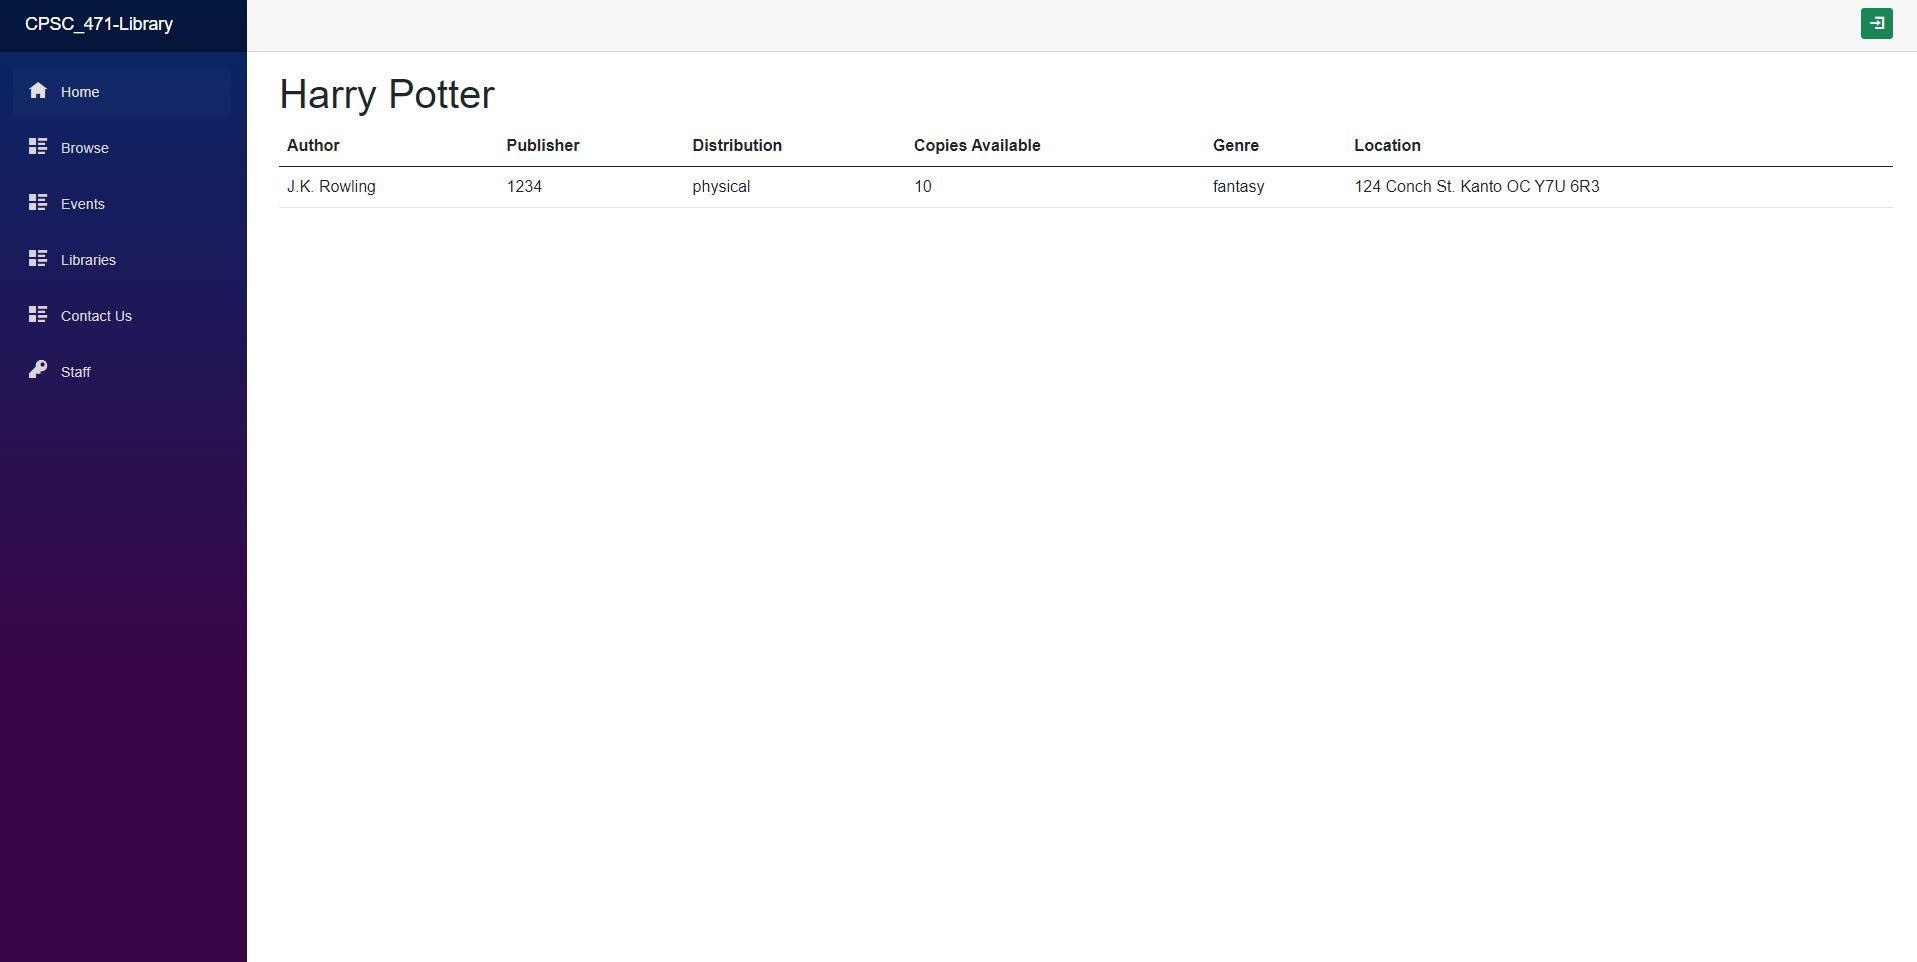 CPSC_471-Library
Home
Browse
Events
Libraries
Contact Us
Staff
Harry Potter
Author Publisher Distribution Copies Available Genre Location
J.K. Rowling 1234 physical 10 fantasy 124 Conch St. Kanto OC Y7U 6R3